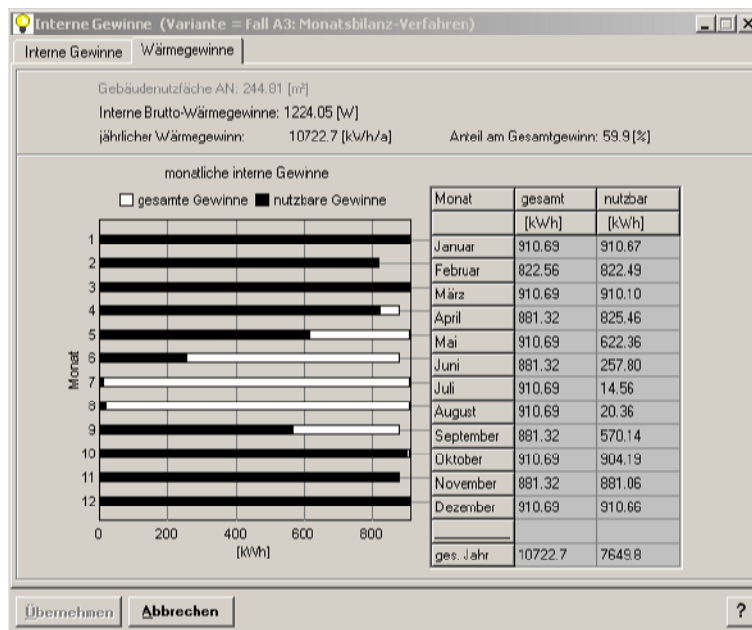 Interne Gewinne (Variante = Fall A3: Monatsbilanz-Verfahren)
Interne Gewinne Wärmegewinne
Gebäudenutzfäche AN: 244.81 [m²]
Interne Brutto-Wärmegewinne: 1224.05 [W]
jährlicher Wärmegewinn: 10722.7 [kWh/a] Anteil am Gesamtgewinn: 59.9 [%]
monatliche interne Gewinne
gesamte Gewinne nutzbare Gewinne
1
2
3
4
5
6
7
8
9
10
11
12
Monat
0 200 400 600 800
[kWh]
Monat gesamt nutzbar
[kWh] [kWh]
Januar 910.69 910.67
Februar 822.56 822.49
März 910.69 910.10
April 881.32 825.46
Mai 910.69 622.36
Juni 881.32 257.80
Juli 910.69 14.56
August 910.69 20.36
September 881.32 570.14
Oktober 910.69 904.19
November 881.32 881.06
Dezember 910.69 910.66
ges. Jahr 10722.7 7649.8
Übernehmen Abbrechen ?